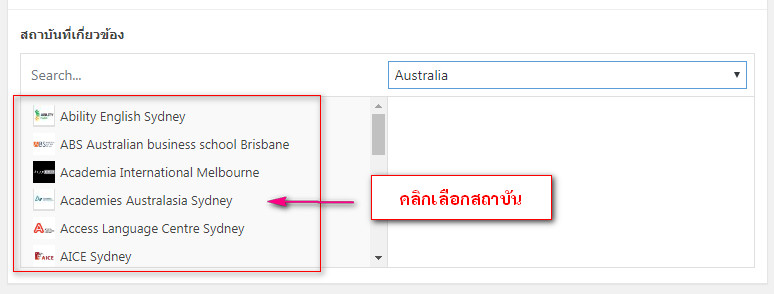 สถาบันที่เกี่ยวข้อง
Search...
Australia
Ability English Sydney
ABS Australian business school Brisbane
Academia International Melbourne
Academies Australasia Sydney
คลิกเลือกสถาบัน
Access Language Centre Sydney
AICE
AICE Sydney